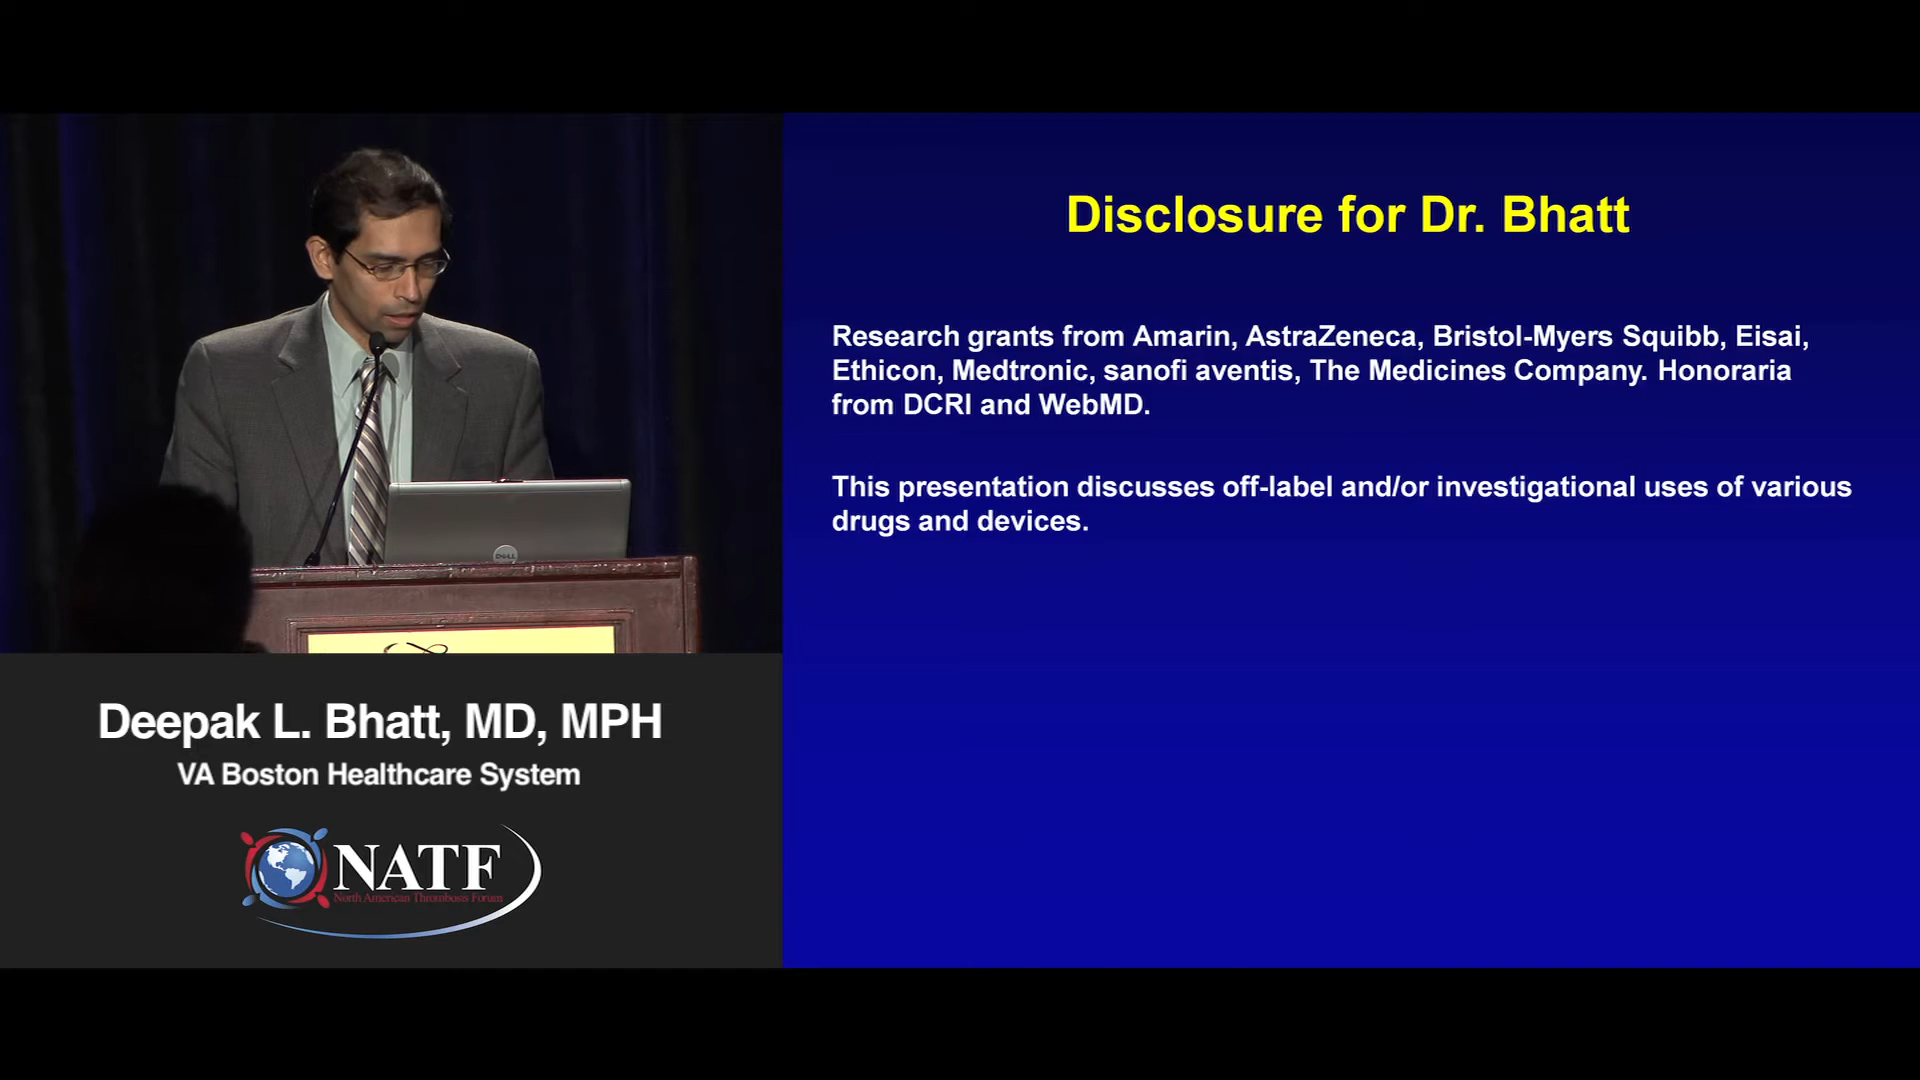 Disclosure for Dr. Bhatt
Research grants from Amarin, AstraZeneca, Bristol-Myers Squibb, Eisai,
Ethicon, Medtronic, sanofi aventis, The Medicines Company. Honoraria
from DCRI and WebMD.
This presentation discusses off-label and/or investigational uses of various
drugs and devices.
DELL
Deepak L. Bhatt, MD, MPH
VA Boston Healthcare System
NATF
North American Thrombosis Forum